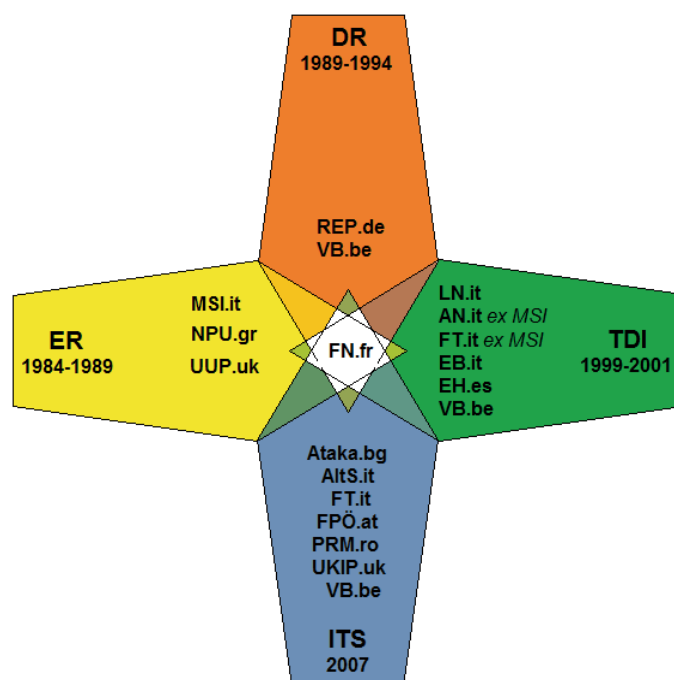 DR
1989-1994
REP.de
VB.be
ER
1984-1989
MSI.it
NPU.gr
UUP.uk
FN.fr
LN.it
AN.it ex MSI
FT.it ex MSI
EB.it
EH.es
VB.be
TDI
1999-2001
Ataka.bg
AltS.it
FT.it
FPÖ.at
PRM.ro
UKIP.uk
VB.be
ITS
2007